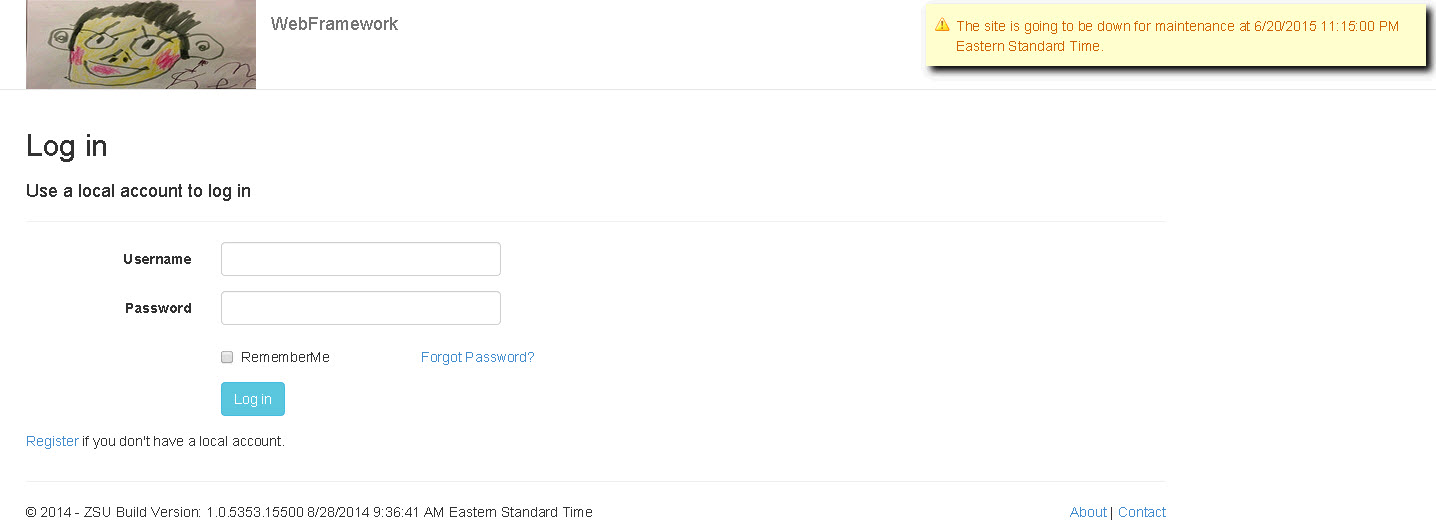 WebFramework
The site is going to be down for maintenance at 6/20/2015 11:15:00 PM
Eastern Standard Time.
Log in
Use a local account to log in
Username
Password
RememberMe Forgot Password?
Log in
Register if you don't have a local account.
© 2014 - ZSU Build Version: 1.0.5353.15500 8/28/2014 9:36:41 AM Eastern Standard Time About | Contact